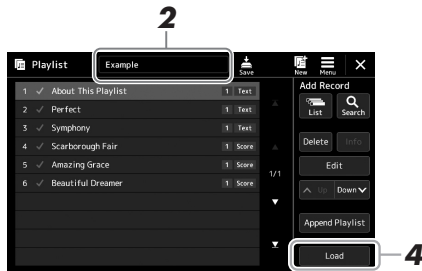 2
Playlist Example Save New Menu
1 About This Playlist 1 Text
2 Perfect 1 Text
3 Symphony 1 Text
4 Scarborough Fair 1 Score
5 Amazing Grace 1 Score
6 Beautiful Dreamer 1 Score
1/1
Add Record
List Search
Delete Info
Edit
Up Down
Append Playlist
Load 4